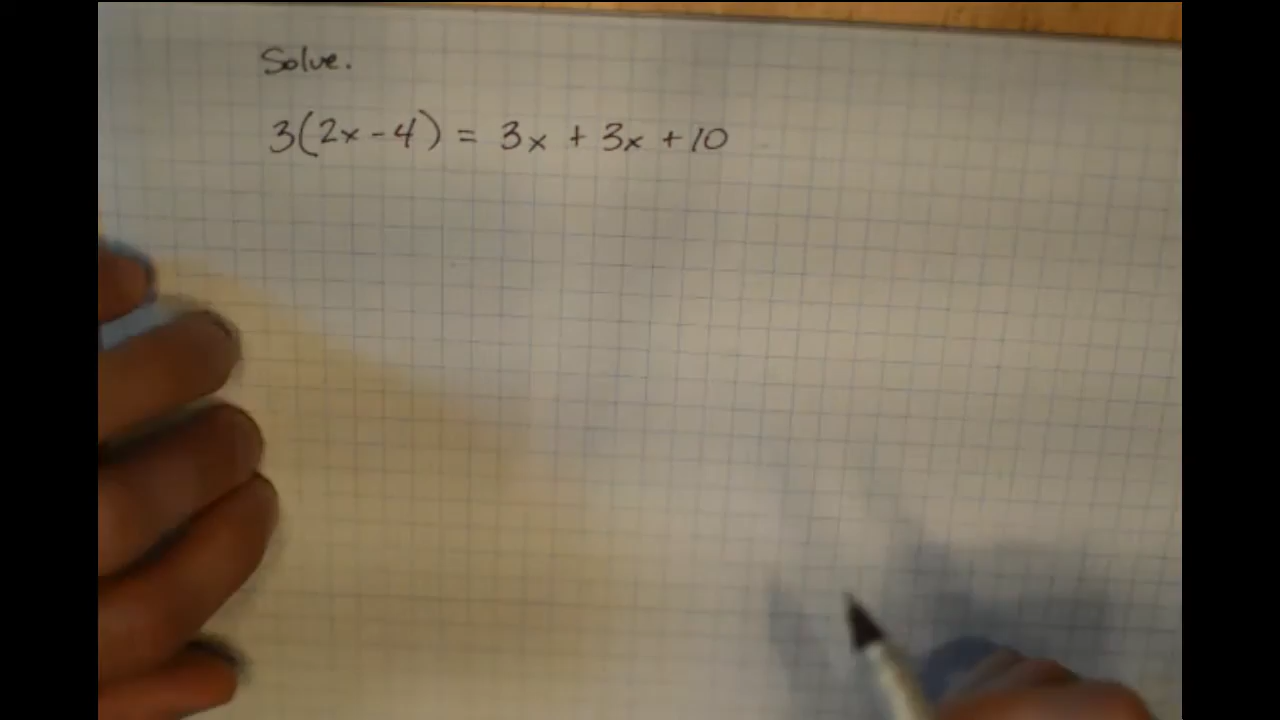 Solve.
3(2x-4) = 3x + 3x + 10